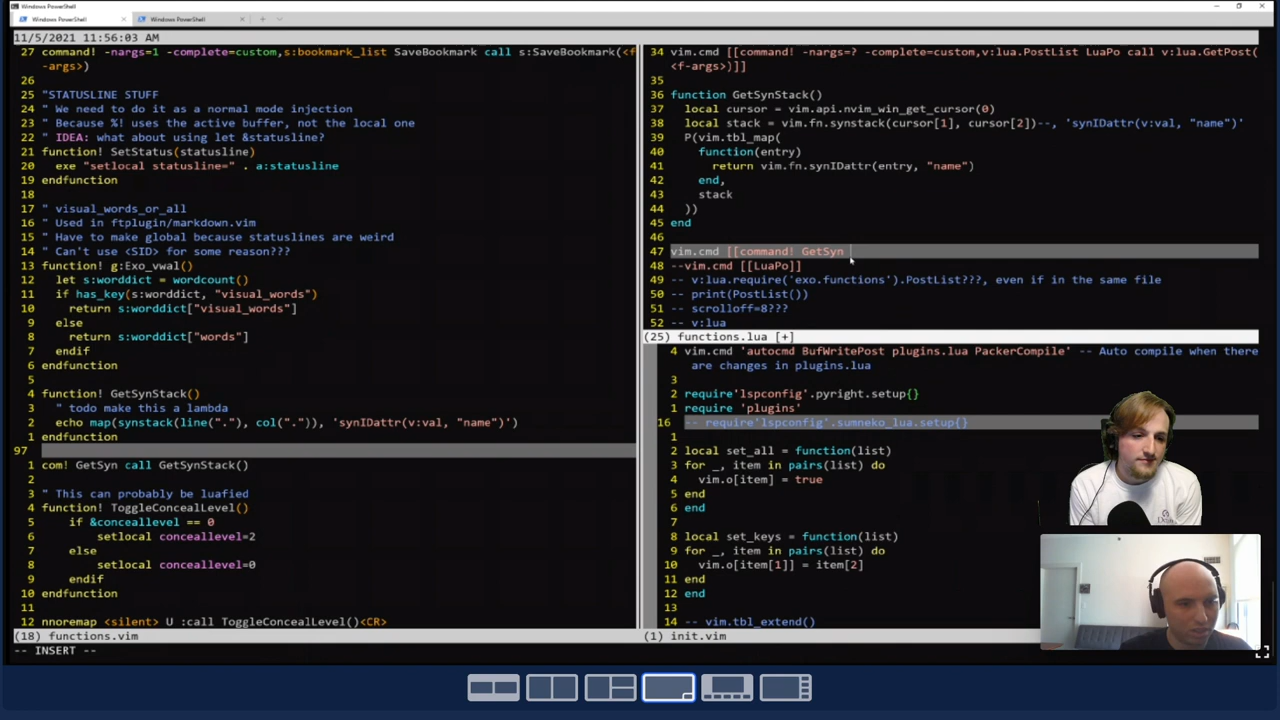 Windows PowerShell
Windows PowerShell
Windows PowerShell
11/5/2021 11:56:03 AM
27 command! -nargs=1 -complete=custom,s:bookmark_list SaveBookmark call s:SaveBookmark(<f
-args>)
26
25 "STATUSLINE STUFF
24 " We need to do it as a normal mode injection
23 " Because %! uses the active buffer, not the local one
22 " IDEA: what about using let &statusline?
21 function! SetStatus(statusline)
20 exe "setlocal statusline=" . a:statusline
19 endfunction
18
17 " visual_words_or_all
16 " Used in ftplugin/markdown.vim
15 " Have to make global because statuslines are weird
14 " Can't use <SID> for some reason???
13 function! g:Exo_vwal()
12 let s:worddict = wordcount()
11 if has_key(s:worddict, "visual_words")
10 return s:worddict["visual_words"]
9 else
8 return s:worddict["words"]
7 endif
6 endfunction
5
4 function! GetSynStack()
3 " todo make this a lambda
2 echo map(synstack(line("."), col(".")), 'synIDattr(v:val, "name")')
1 endfunction
97
1 com! GetSyn call GetSynStack()
2
3 " This can probably be luafied
4 function! ToggleConcealLevel()
5 if &conceallevel == 0
6 setlocal conceallevel=2
7 else
8 setlocal conceallevel=0
9 endif
10 endfunction
11
12 nnoremap <silent> U :call ToggleConcealLevel()<CR>
(18) functions.vim
-- INSERT --
34 vim.cmd [[command! -nargs=? -complete=custom,v:lua.PostList LuaPo call v:lua.GetPost(
<f-args>)]]
35
36 function GetSynStack()
37 local cursor = vim.api.nvim_win_get_cursor(0)
38 local stack = vim.fn.synstack(cursor[1], cursor[2])--, 'synIDattr(v:val, "name")'
39 P(vim.tbl_map(
40 function(entry)
41 return vim.fn.synIDattr(entry, "name")
42 end,
43 stack
44 ))
45 end
46
47 vim.cmd [[command! GetSyn
48 --vim.cmd [[LuaPo]]
49 -- v:lua.require('exo.functions').PostList???, even if in the same file
50 -- print(PostList())
51 -- scrolloff=8???
52 -- v:lua
(25) functions.lua [+]
4 vim.cmd 'autocmd BufWritePost plugins.lua PackerCompile' -- Auto compile when there
are changes in plugins.lua
3
2 require'lspconfig'.pyright.setup{}
1 require 'plugins'
16 -- require'lspconfig'.sumneko_lua.setup{}
1
2 local set_all = function(list)
3 for _, item in pairs(list) do
4 vim.o[item] = true
5 end
6 end
7
8 local set_keys = function(list)
9 for _, item in pairs(list) do
10 vim.o[item[1]] = item[2]
11 end
12 end
13
14 -- vim.tbl_extend()
(1) init.vim